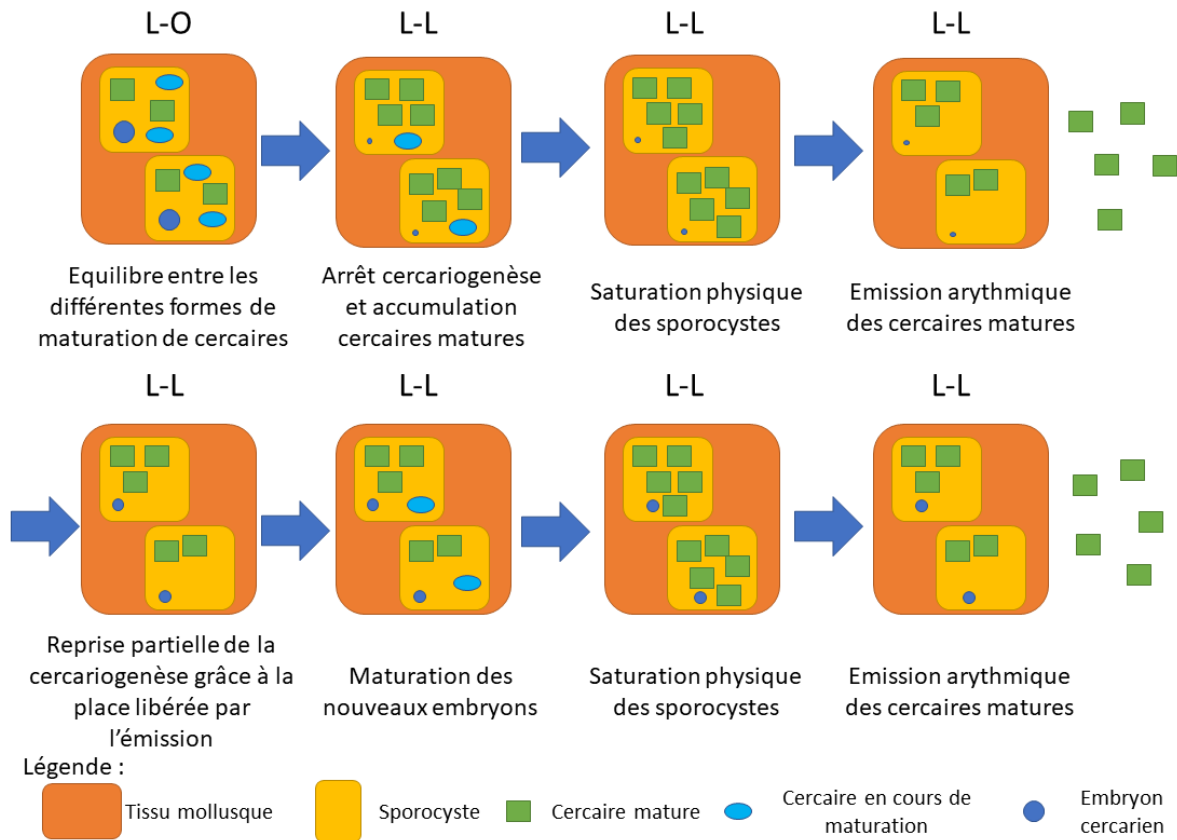 L-O
L-L
L-L
L-L
Equilibre entre les
différentes formes de
maturation de cercaires
Arrêt cercariogenèse
et accumulation
cercaires matures
Saturation physique
des sporocystes
Emission arythmique
des cercaires matures
L-L
L-L
L-L
L-L
Reprise partielle de la
cercariogenèse grâce à la
place libérée par
l'émission
Maturation des
nouveaux embryons
Saturation physique
des sporocystes
Emission arythmique
des cercaires matures
Légende :
Tissu mollusque
Sporocyste
Cercaire mature
Cercaire en cours de
maturation
Embryon
cercarien